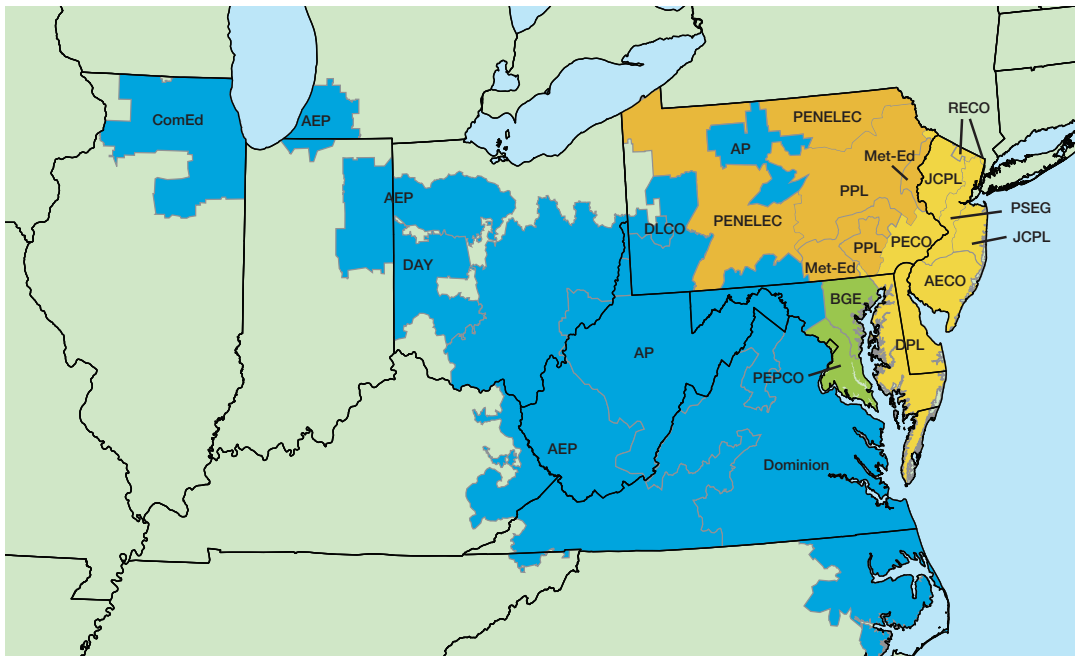 RECO
ComEd
AEP
PENELEC
AP
Met-Ed
JCPL
AEP
PPL
PSEG
PENELEC
DLCO
JCPL
PECO
PPL
DAY
Met-Ed
AECO
BGE
DPL
AP
PEPCO
AEP
Dominion